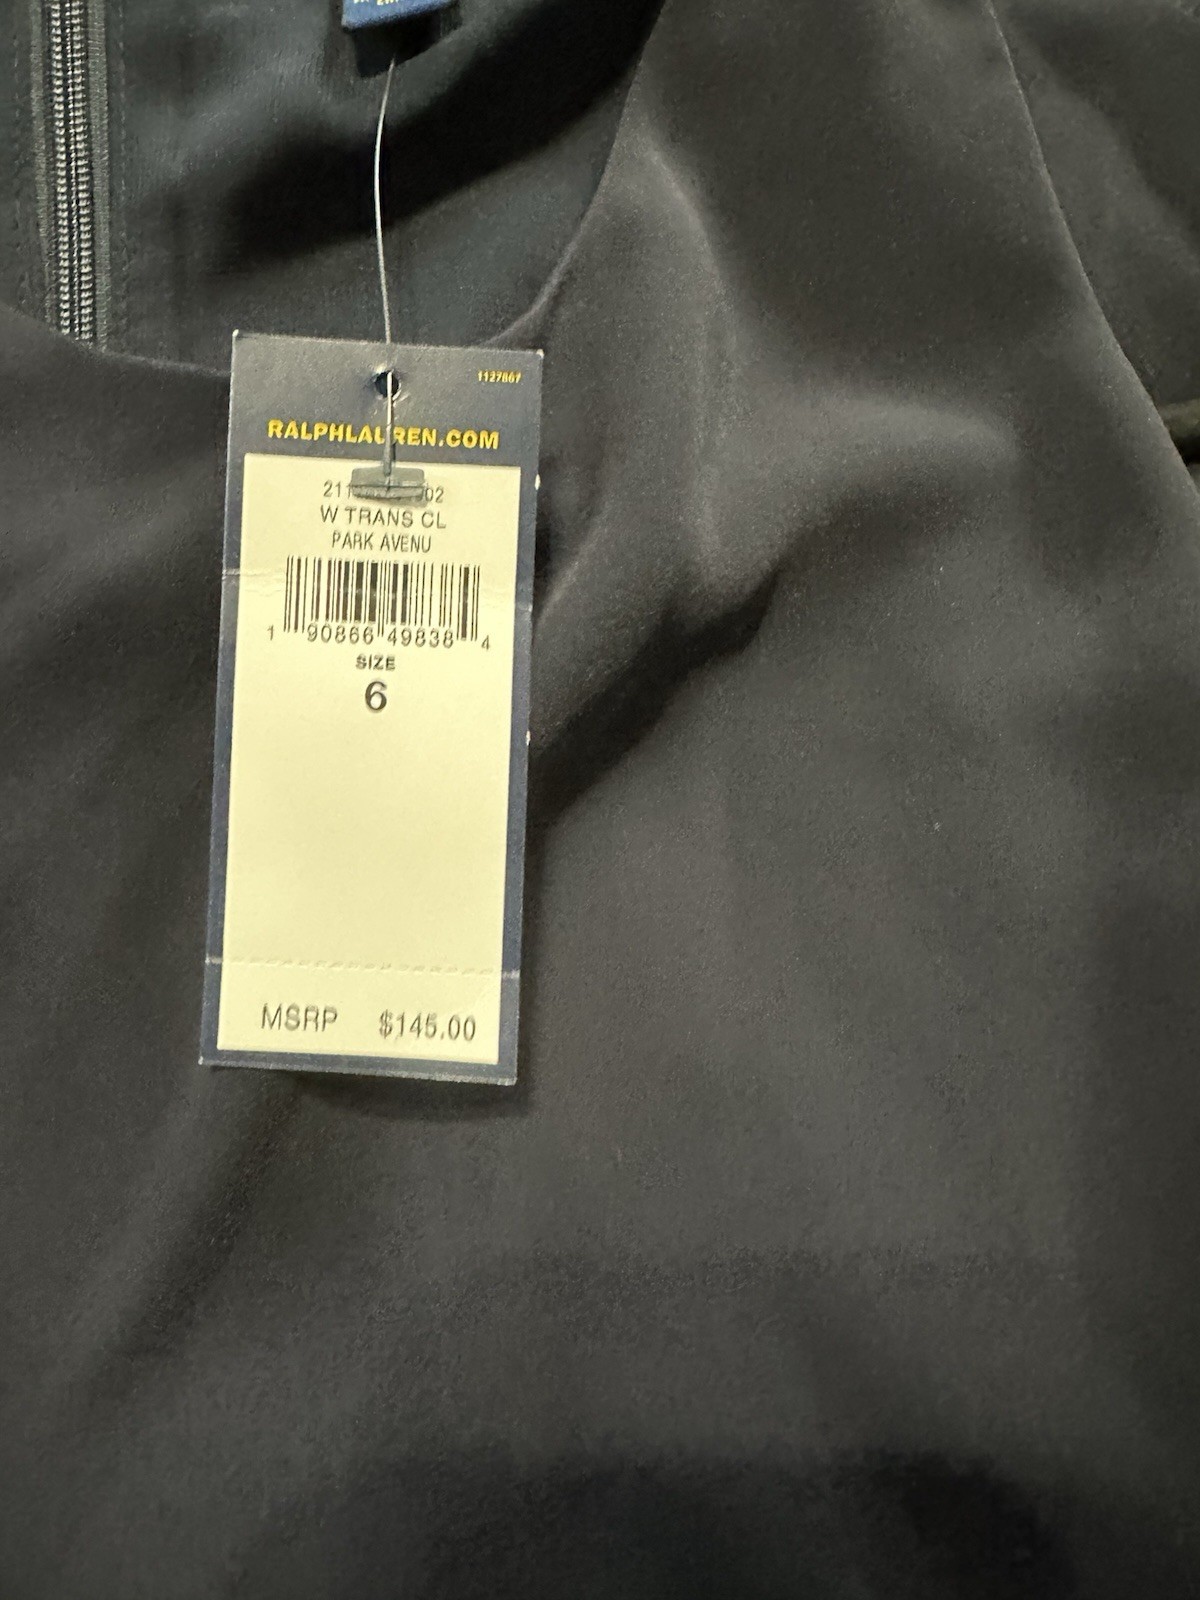 1127867
RALPHLAUREN.COM
W TRANS CL
PARK AVENU
1 90866 49838 4
SIZE
6
MSRP $145.00